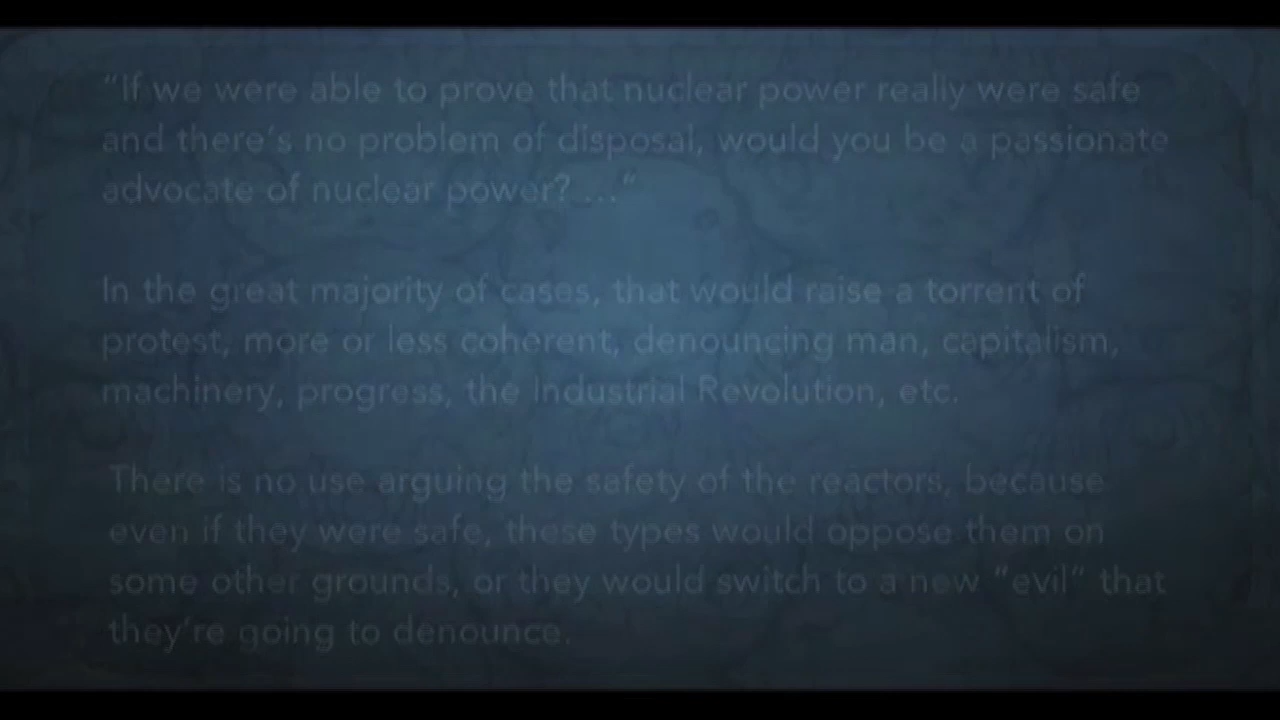 “If we were able to prove that nuclear power really were safe
and there’s no problem of disposal, would you be a passionate
advocate of nuclear power? ...“
In the great majority of cases, that would raise a torrent of
protest, more or less coherent, denouncing man, capitalism,
machinery, progress, the Industrial Revolution, etc.
There is no use arguing the safety of the reactors, because
even if they were safe, these types would oppose them on
some other grounds, or they would switch to a new “evil“ that
they’re going to denounce.